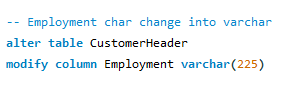 -- Employment char change into varchar
alter table CustomerHeader
modify column Employment varchar(225)